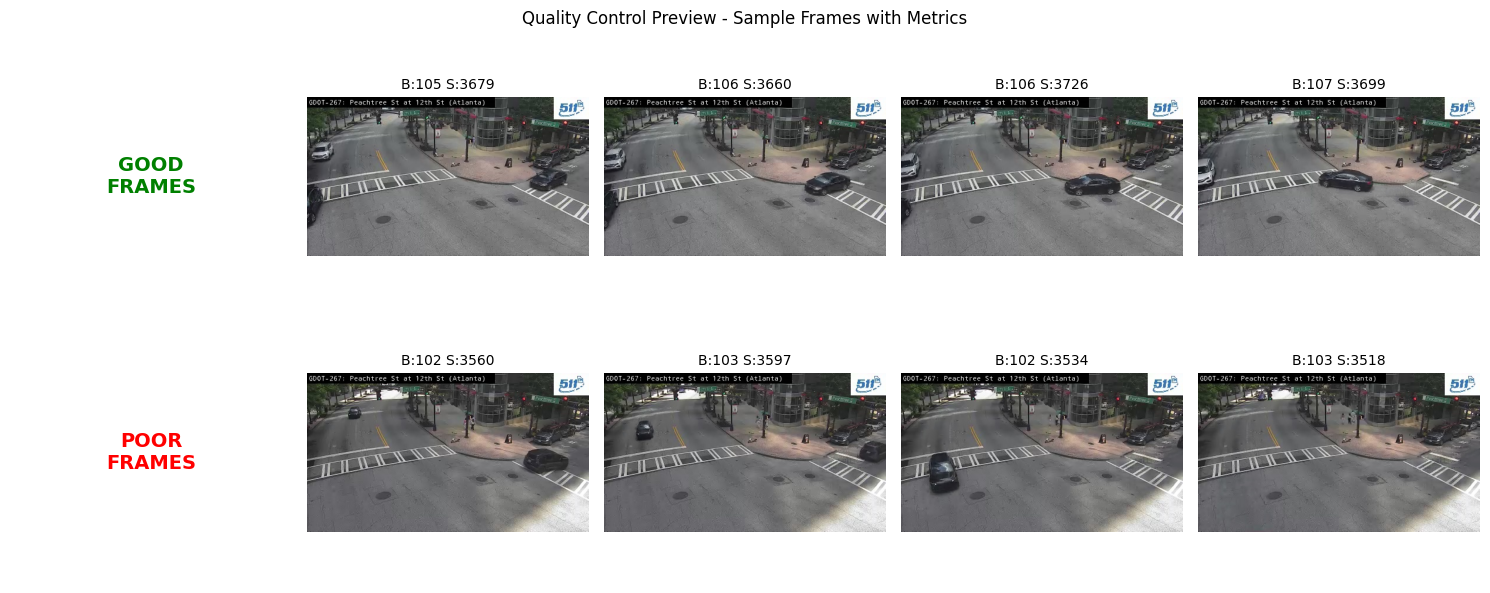 Quality Control Preview - Sample Frames with Metrics
B:105 S:3679
B:106 S:3660
B:106 S:3726
B:107 S:3699
GOOD
FRAMES
GDOT-267: Peachtree St at 12th St (Atlanta)
511
GDOT-267: Peachtree St at 12th St (Atlanta)
511
GDOT-267: Peachtree St at 12th St (Atlanta)
511
GDOT-267: Peachtree St at 12th St (Atlanta)
511
B:102 S:3560
B:103 S:3597
B:102 S:3534
B:103 S:3518
POOR
FRAMES
GDOT-267: Peachtree St at 12th St (Atlanta)
511
GDOT-267: Peachtree St at 12th St (Atlanta)
511
GDOT-267: Peachtree St at 12th St (Atlanta)
511
GDOT-267: Peachtree St at 12th St (Atlanta)
511